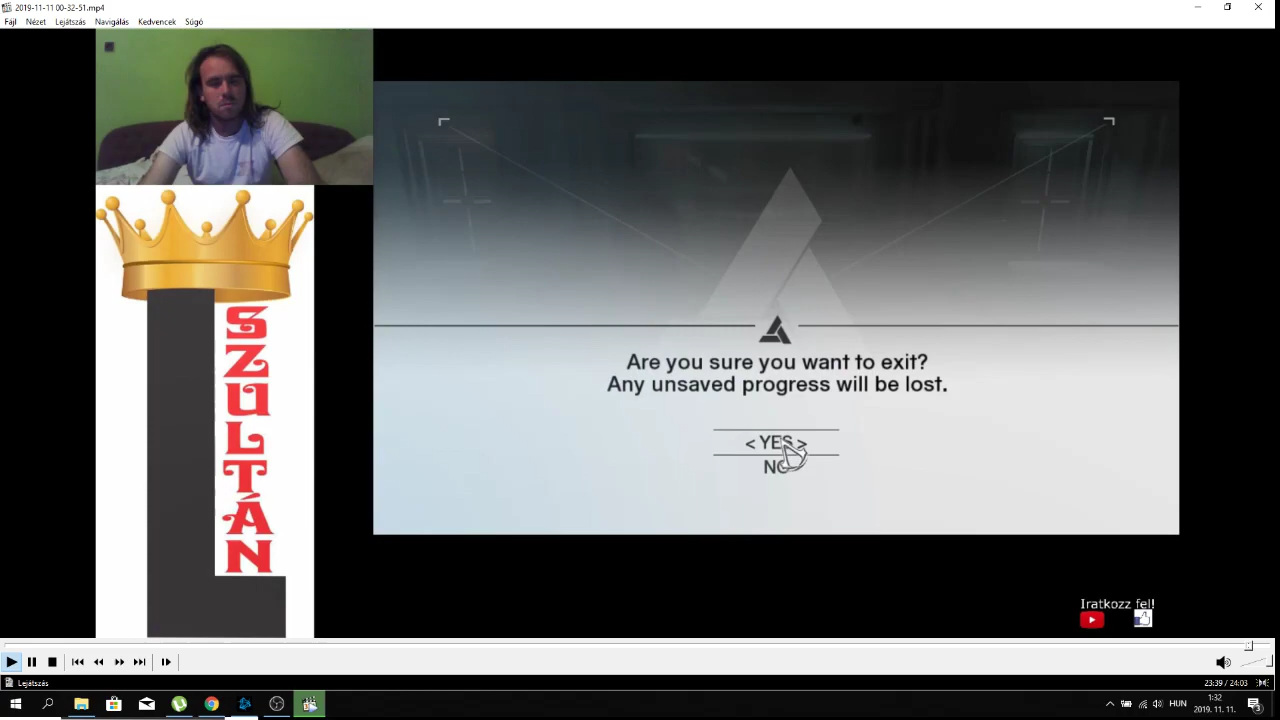 2019-11-11 00-32-51.mp4
Fájl Nézet Lejátszás Navigálás Kedvencek Súgó
L
SZULTÁN
Are you sure you want to exit?
Any unsaved progress will be lost.
< YES >
NO
Iratkozz fel!
Lejátszás
23:39 / 24:03
HUN
1:32
2019. 11. 11.
3